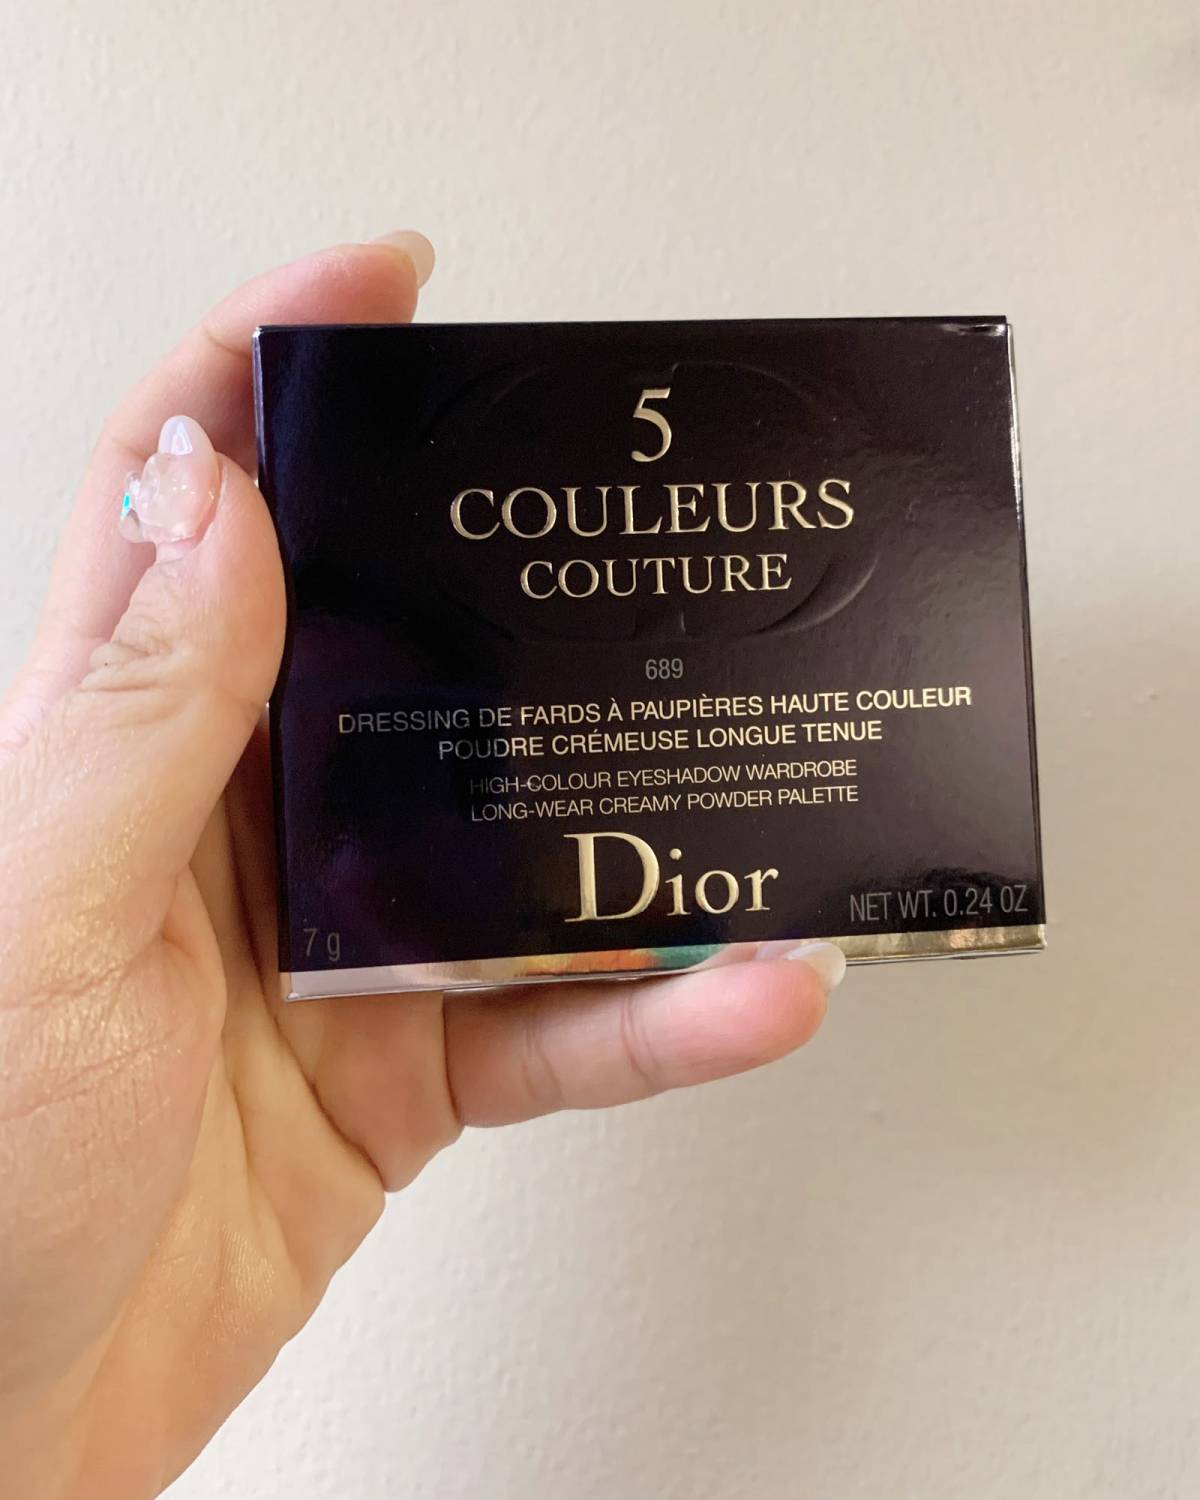 5
COULEURS
COUTURE
689
DRESSING DE FARDS À PAUPIÈRES HAUTE COULEUR
POUDRE CRÉMEUSE LONGUE TENUE
HIGH-COLOUR EYESHADOW WARDROBE
LONG-WEAR CREAMY POWDER PALETTE
Dior
7 g
NET WT. 0.24 OZ